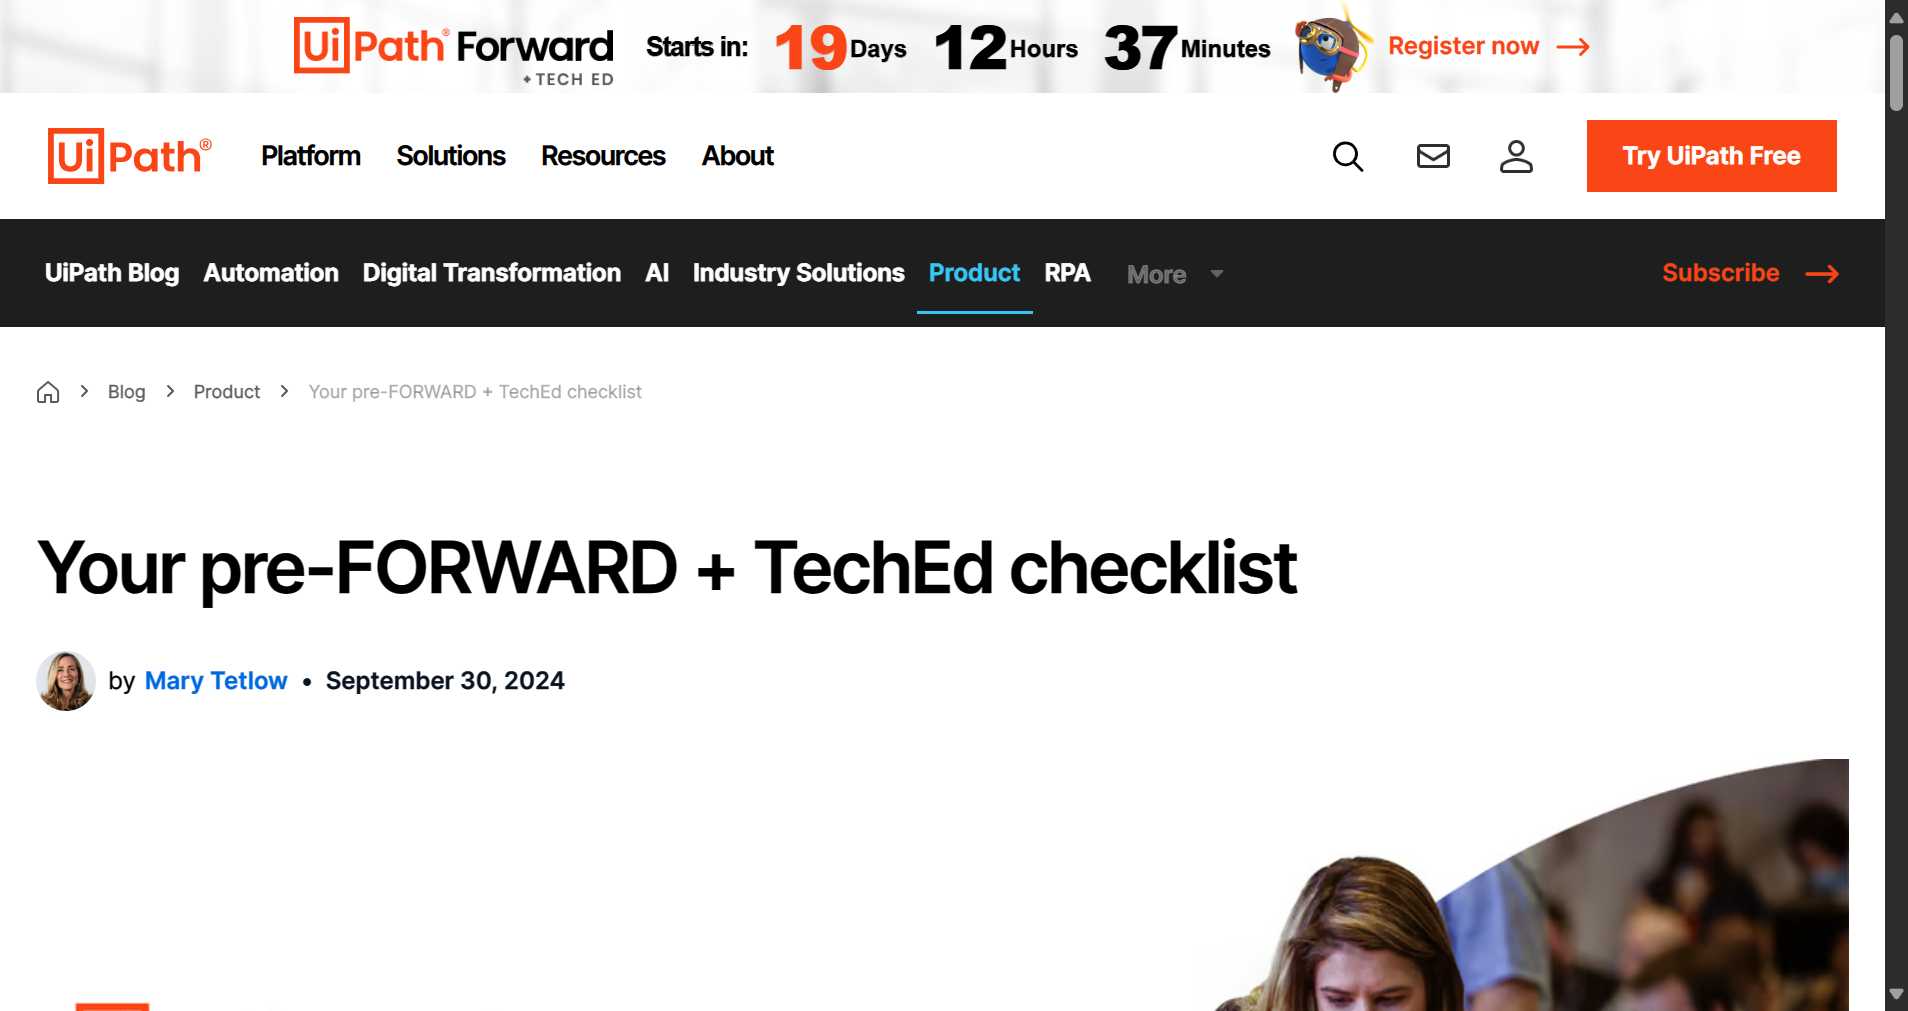 UiPath® Forward Starts in: 19 Days 12 Hours 37 Minutes Register now
+ TECH ED
UiPath® Platform Solutions Resources About Try UiPath Free
UiPath Blog Automation Digital Transformation AI Industry Solutions Product RPA More Subscribe
Blog Product Your pre-FORWARD + TechEd checklist
Your pre-FORWARD + TechEd checklist
by Mary Tetlow • September 30, 2024